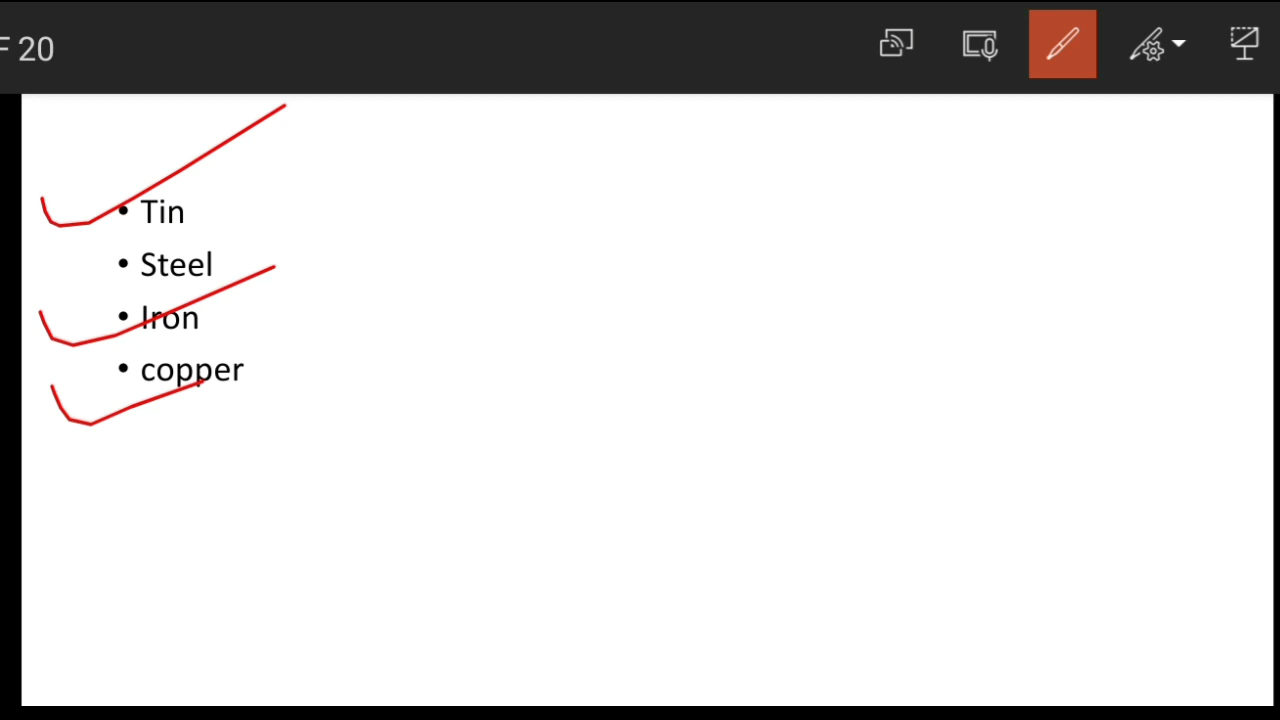 F 20
• Tin
• Steel
• Iron
• copper